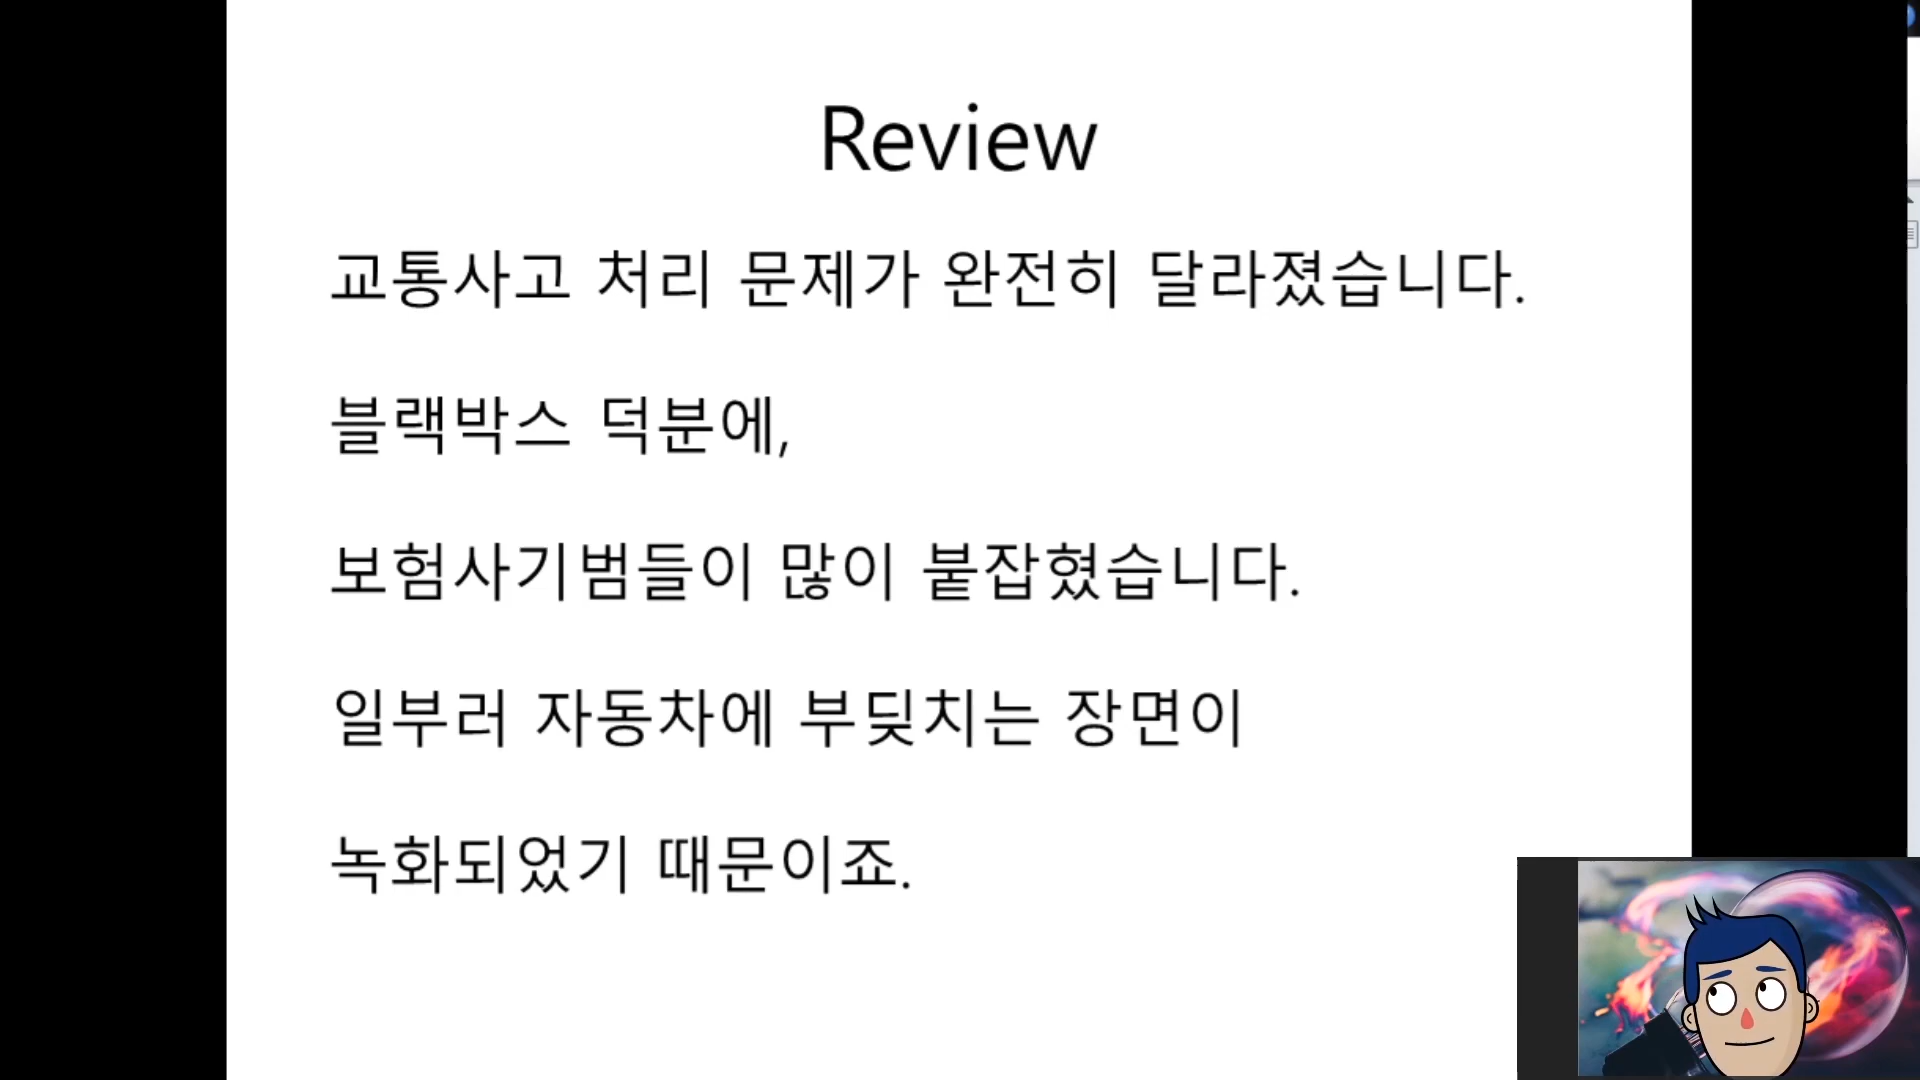 Review
교통사고 처리 문제가 완전히 달라졌습니다.
블랙박스 덕분에,
보험사기범들이 많이 붙잡혔습니다.
일부러 자동차에 부딪치는 장면이
녹화되었기 때문이죠.